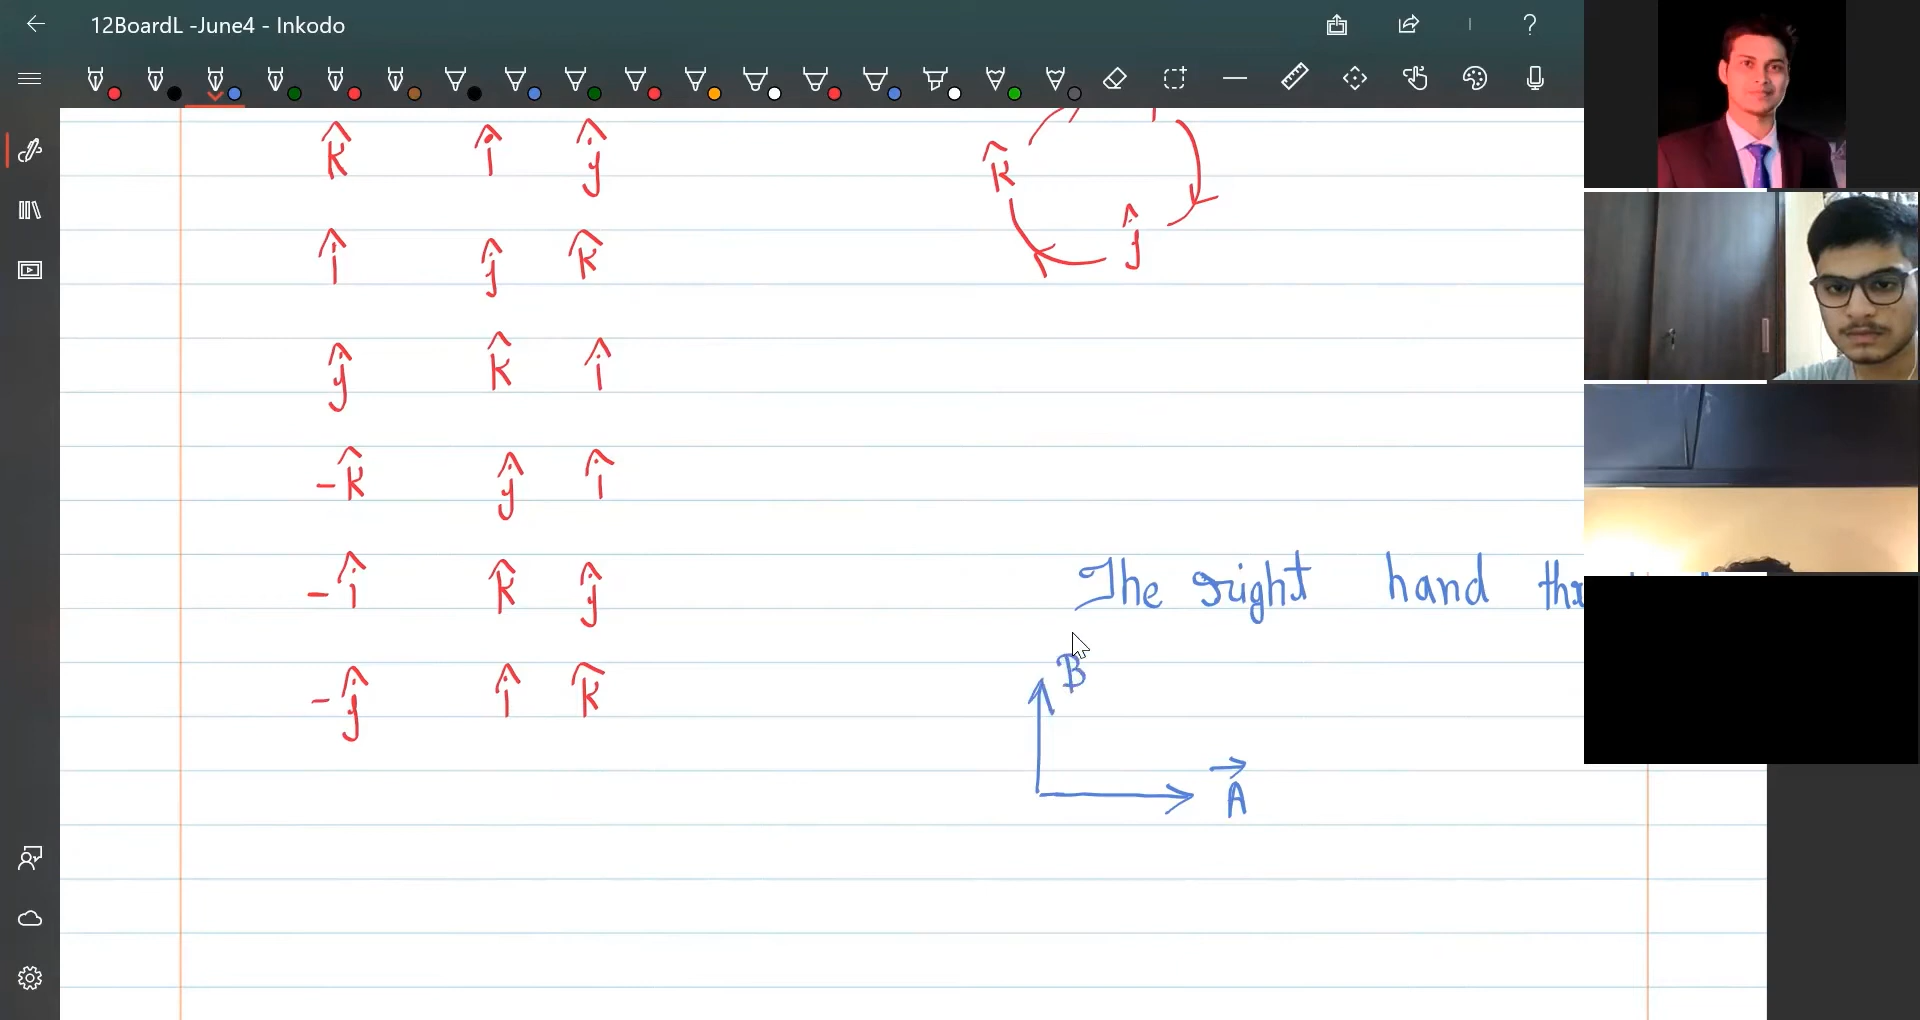 12BoardL -June4 - Inkodo
k̂ î ĵ
î ĵ k̂
ĵ k̂ î
-k̂ ĵ î
-î k̂ ĵ
-ĵ î k̂
k̂
ĵ
The right hand
B
A⃗